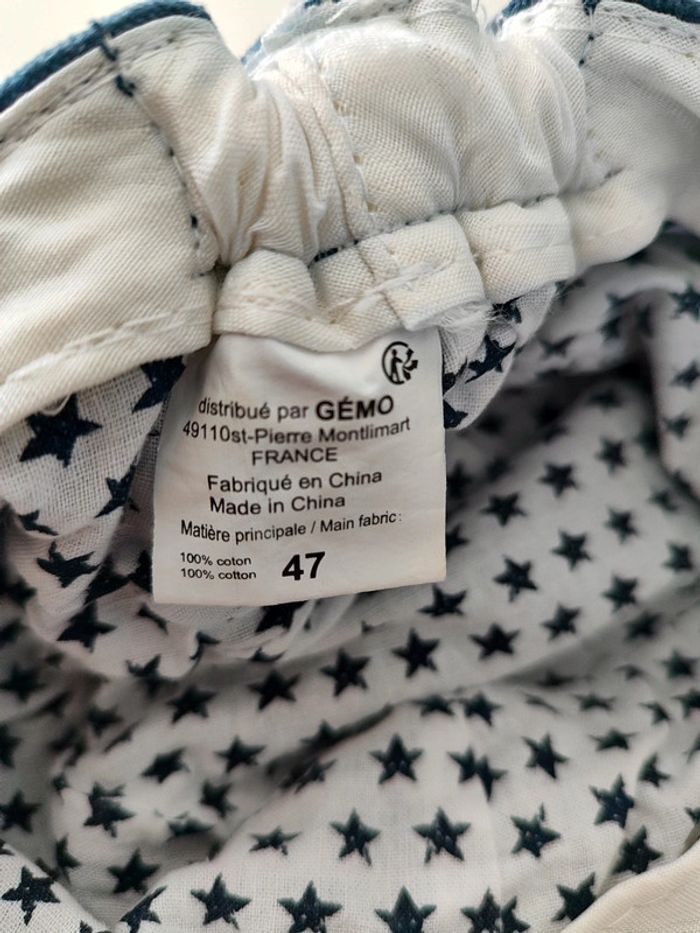 distribué par GÉMO
49110st-Pierre Montlimart
FRANCE
Fabriqué en China
Made in China
Matière principale / Main fabric:
100% coton
100% cotton
47